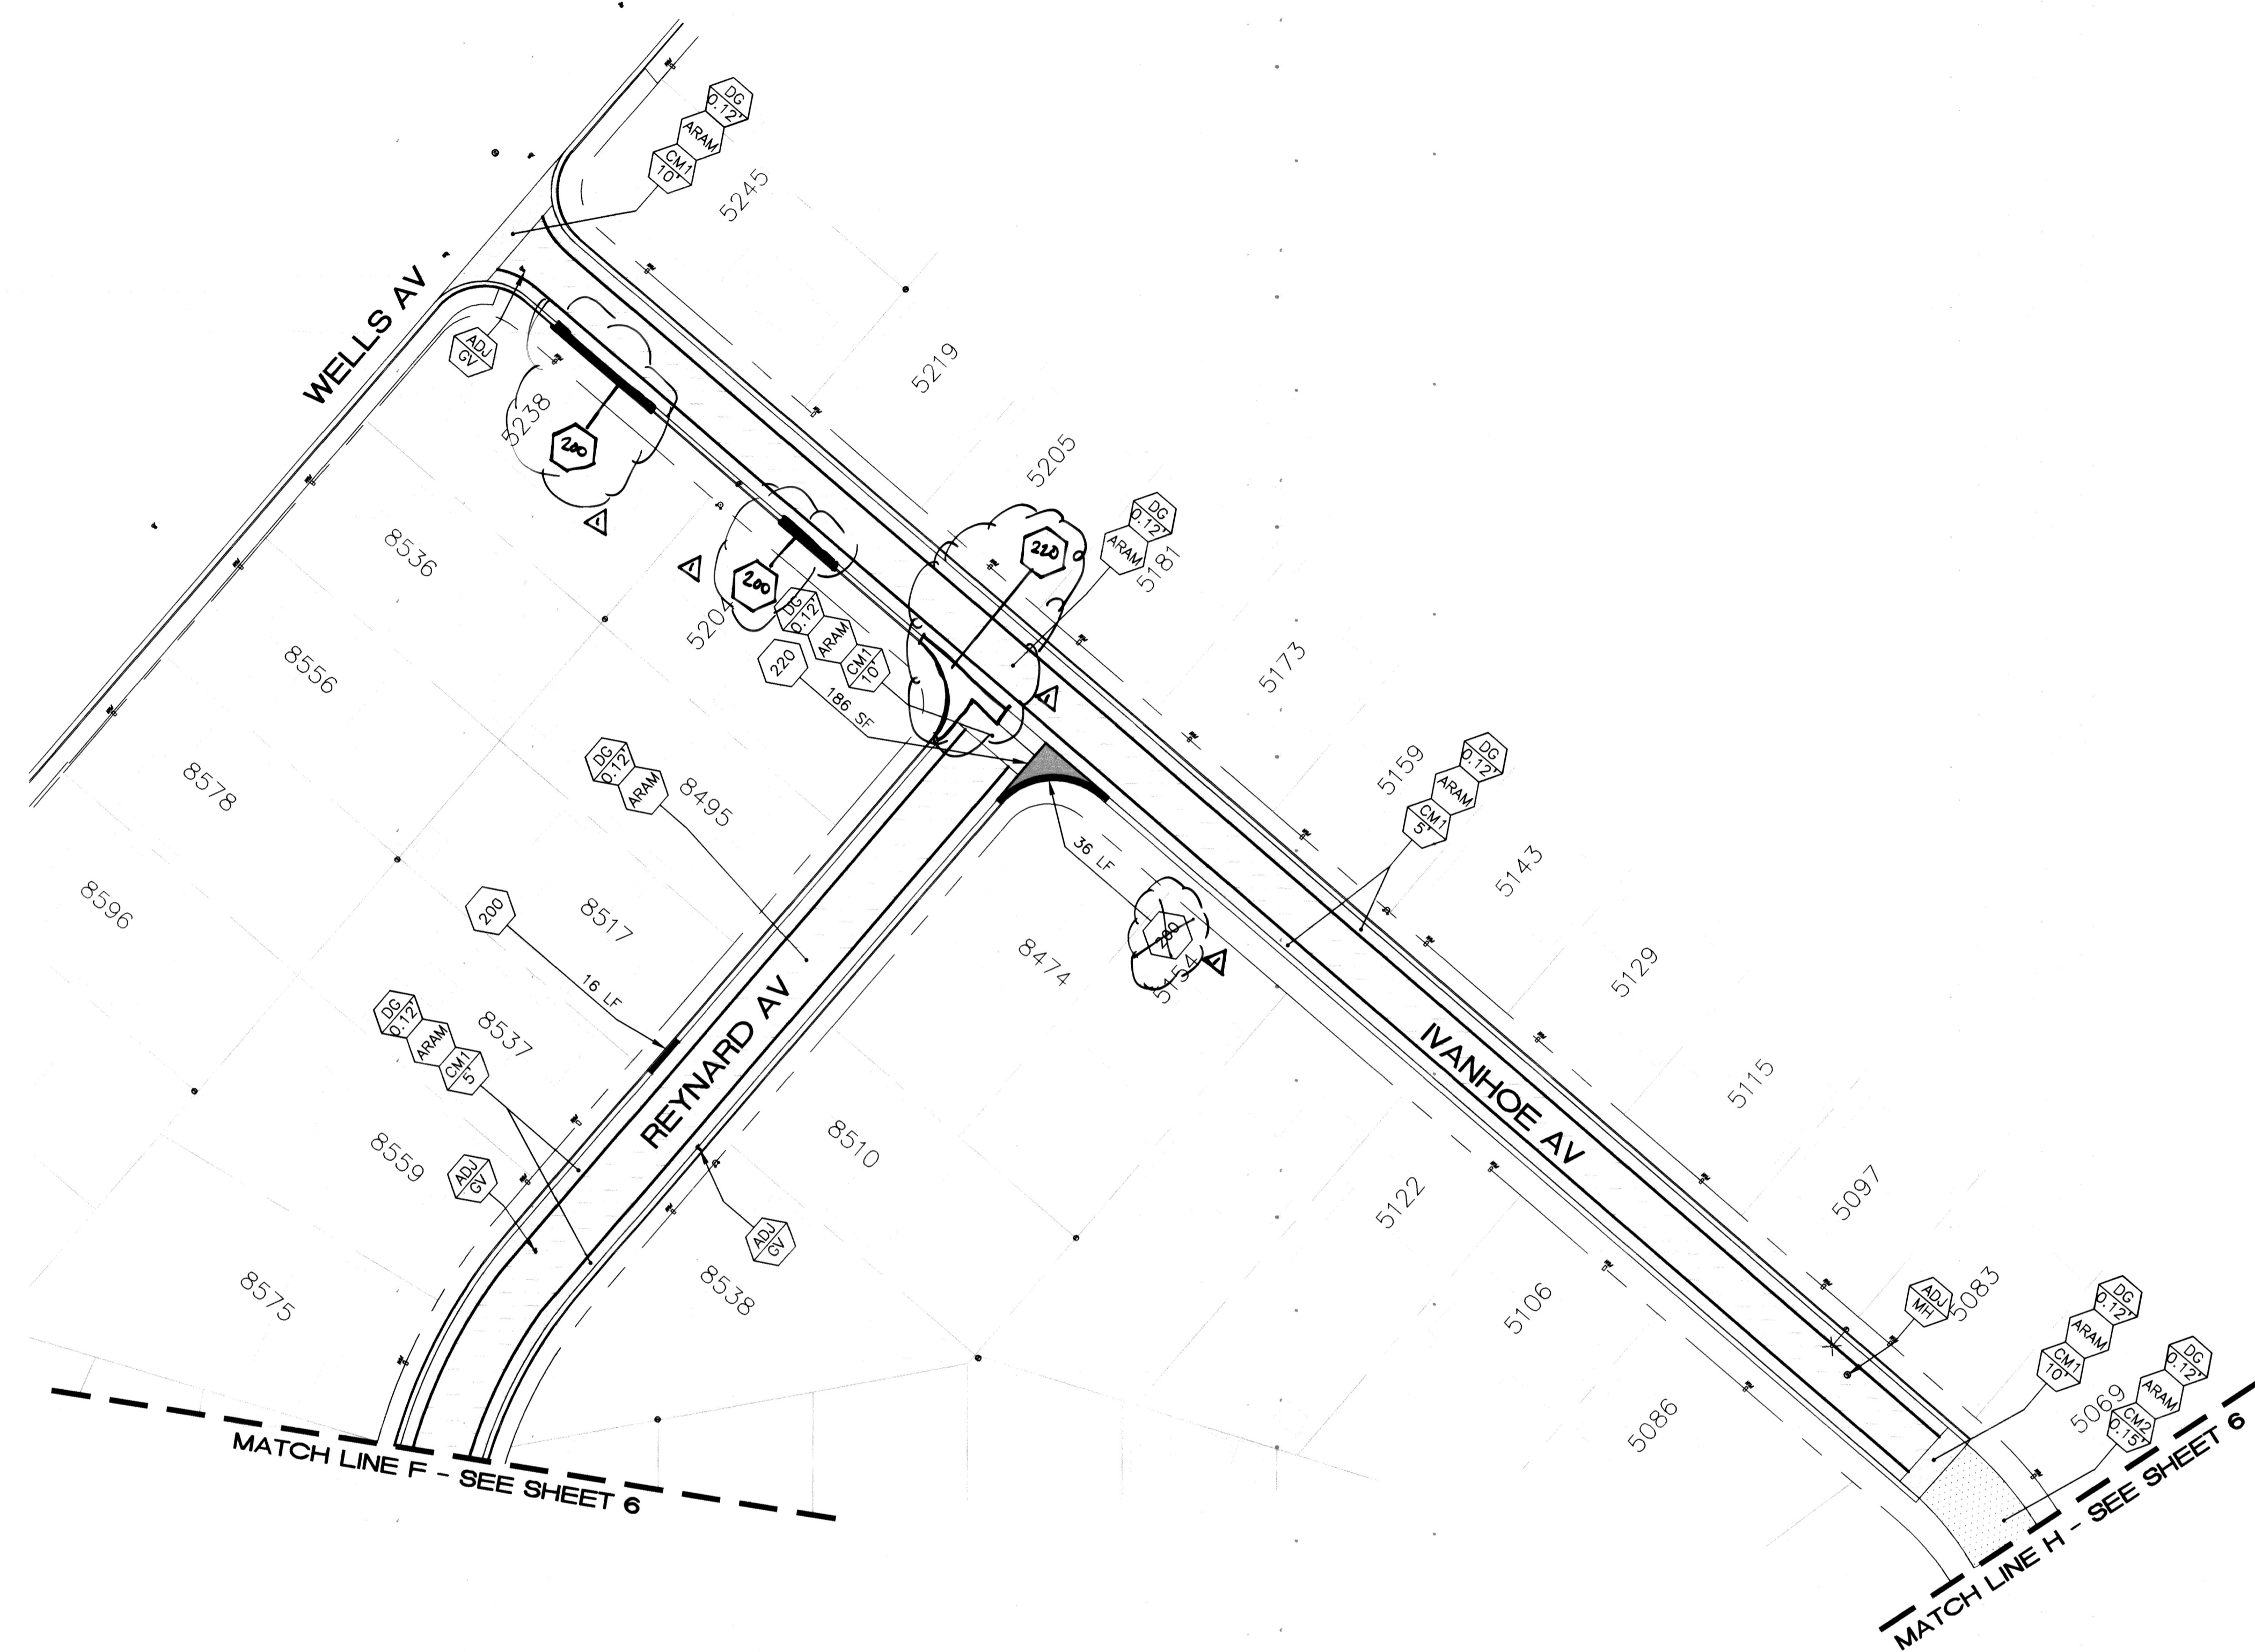 DG
0.12'
ARAM
CM1
10'
5245
WELLS AV
ADJ
GV
5238
200
1
5219
5205
8536
1
200
5204
220
DG
0.12'
ARAM
5181
DG
0.12'
ARAM
CM1
10'
220
186 SF
1
5173
8556
8578
8596
DG
0.12'
ARAM
8495
5159
DG
0.12'
ARAM
CM1
5'
36 LF
200
1
5154
5143
8474
200
8517
16 LF
5129
DG
0.12'
ARAM
CM1
5'
8537
REYNARD AV
IVANHOE AV
5115
8559
ADJ
GV
8510
ADJ
GV
5122
5097
8575
8538
5106
ADJ
MH
5083
DG
0.12'
ARAM
CM1
10'
5086
5069
DG
0.12'
ARAM
CM2
0.15'
MATCH LINE F - SEE SHEET 6
MATCH LINE H - SEE SHEET 6